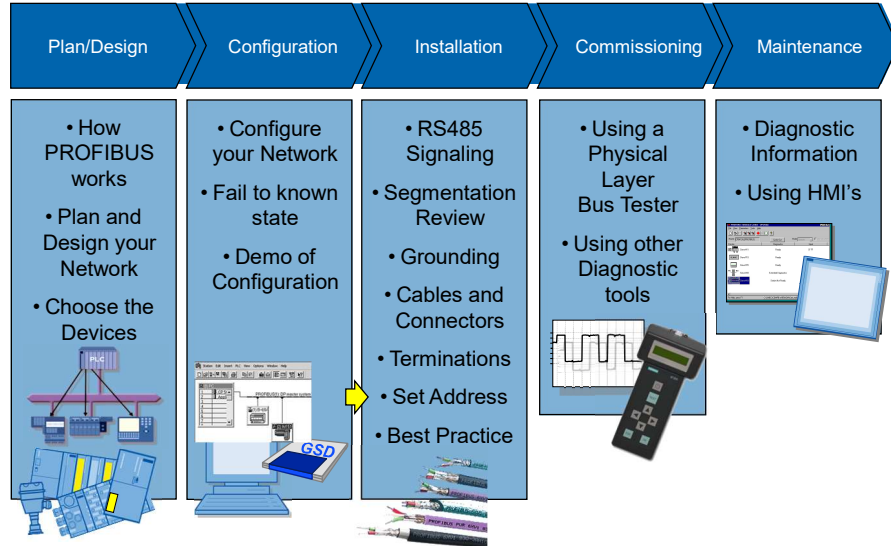 Plan/Design
Configuration
Installation
Commissioning
Maintenance
• How
PROFIBUS
works
• Plan and
Design your
Network
• Choose the
Devices
PLC
• Configure
your Network
• Fail to known
state
• Demo of
Configuration
GSD
• RS485
Signaling
• Segmentation
Review
• Grounding
• Cables and
Connectors
• Terminations
• Set Address
• Best Practice
• Using a
Physical
Layer
Bus Tester
• Using other
Diagnostic
tools
• Diagnostic
Information
• Using HMI's